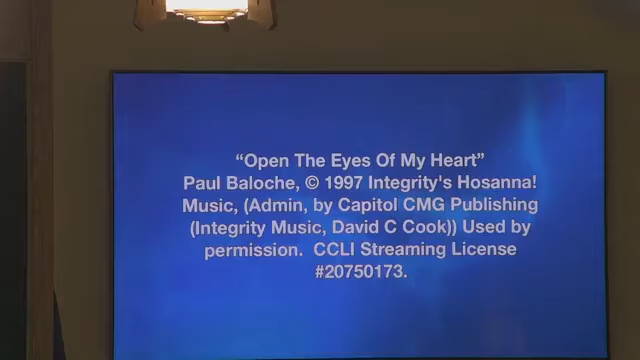 “Open The Eyes Of My Heart”
Paul Baloche, © 1997 Integrity's Hosanna!
Music, (Admin, by Capitol CMG Publishing
(Integrity Music, David C Cook)) Used by
permission.  CCLI Streaming License
#20750173.